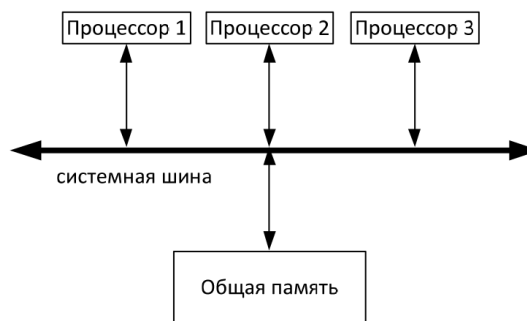 Процессор 1
Процессор 2
Процессор 3
системная шина
Общая память